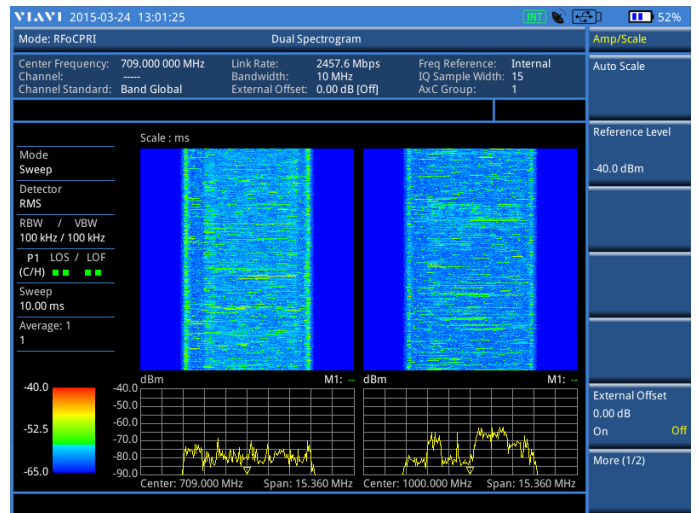 VIAVI 2015-03-24 13:01:25 INT 52%
Mode: RFoCPRI Dual Spectrogram Amp/Scale
Center Frequency: 709.000 000 MHz Link Rate: 2457.6 Mbps Freq Reference: Internal
Channel: ----- Bandwidth: 10 MHz IQ Sample Width: 15
Channel Standard: Band Global External Offset: 0.00 dB [Off] AxC Group: 1
Auto Scale
Reference Level
-40.0 dBm
External Offset
0.00 dB
On Off
More (1/2)
Scale : ms
Mode
Sweep
Detector
RMS
RBW / VBW
100 kHz / 100 kHz
P1 LOS / LOF
(C/H)
Sweep
10.00 ms
Average: 1
1
-40.0
-52.5
-65.0
dBm M1: -- dBm M1: --
-40.0
-50.0
-60.0
-70.0
-80.0
-90.0
Center: 709.000 MHz Span: 15.360 MHz Center: 1000.000 MHz Span: 15.360 MHz